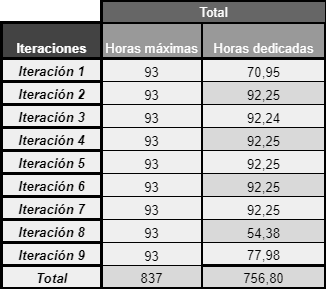 Total
Iteraciones Horas máximas Horas dedicadas
Iteración 1 93 70,95
Iteración 2 93 92,25
Iteración 3 93 92,24
Iteración 4 93 92,25
Iteración 5 93 92,25
Iteración 6 93 92,25
Iteración 7 93 92,25
Iteración 8 93 54,38
Iteración 9 93 77,98
Total 837 756,80